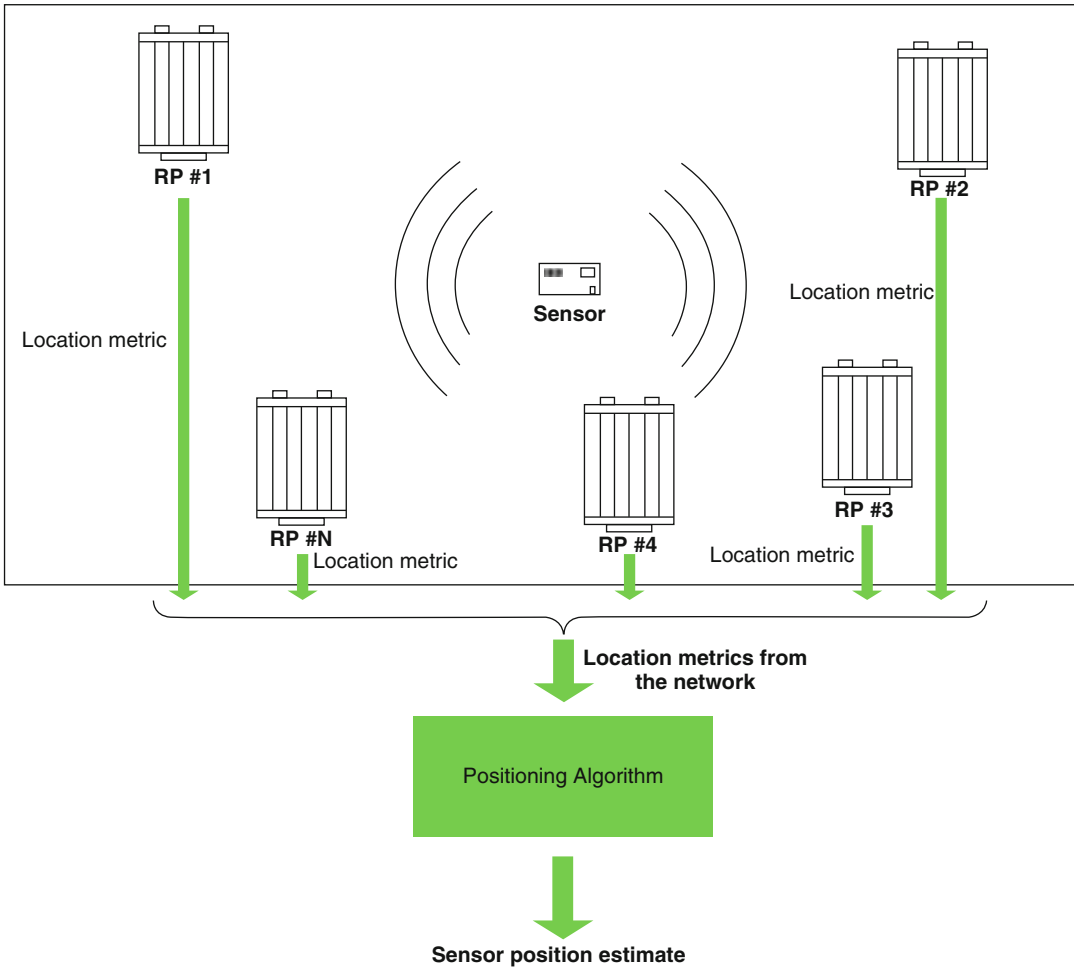 RP #1
RP #2
Sensor
Location metric
Location metric
RP #N
RP #4
RP #3
Location metric
Location metric
Location metrics from
the network
Positioning Algorithm
Sensor position estimate